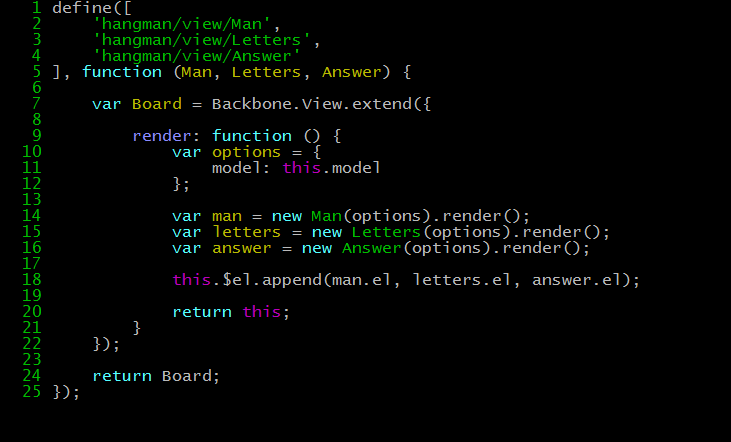 1 define([
2     'hangman/view/Man',
3     'hangman/view/Letters',
4     'hangman/view/Answer'
5 ], function (Man, Letters, Answer) {
6
7     var Board = Backbone.View.extend({
8
9         render: function () {
10             var options = {
11                 model: this.model
12             };
13
14             var man = new Man(options).render();
15             var letters = new Letters(options).render();
16             var answer = new Answer(options).render();
17
18             this.$el.append(man.el, letters.el, answer.el);
19
20             return this;
21         }
22     });
23
24     return Board;
25 });